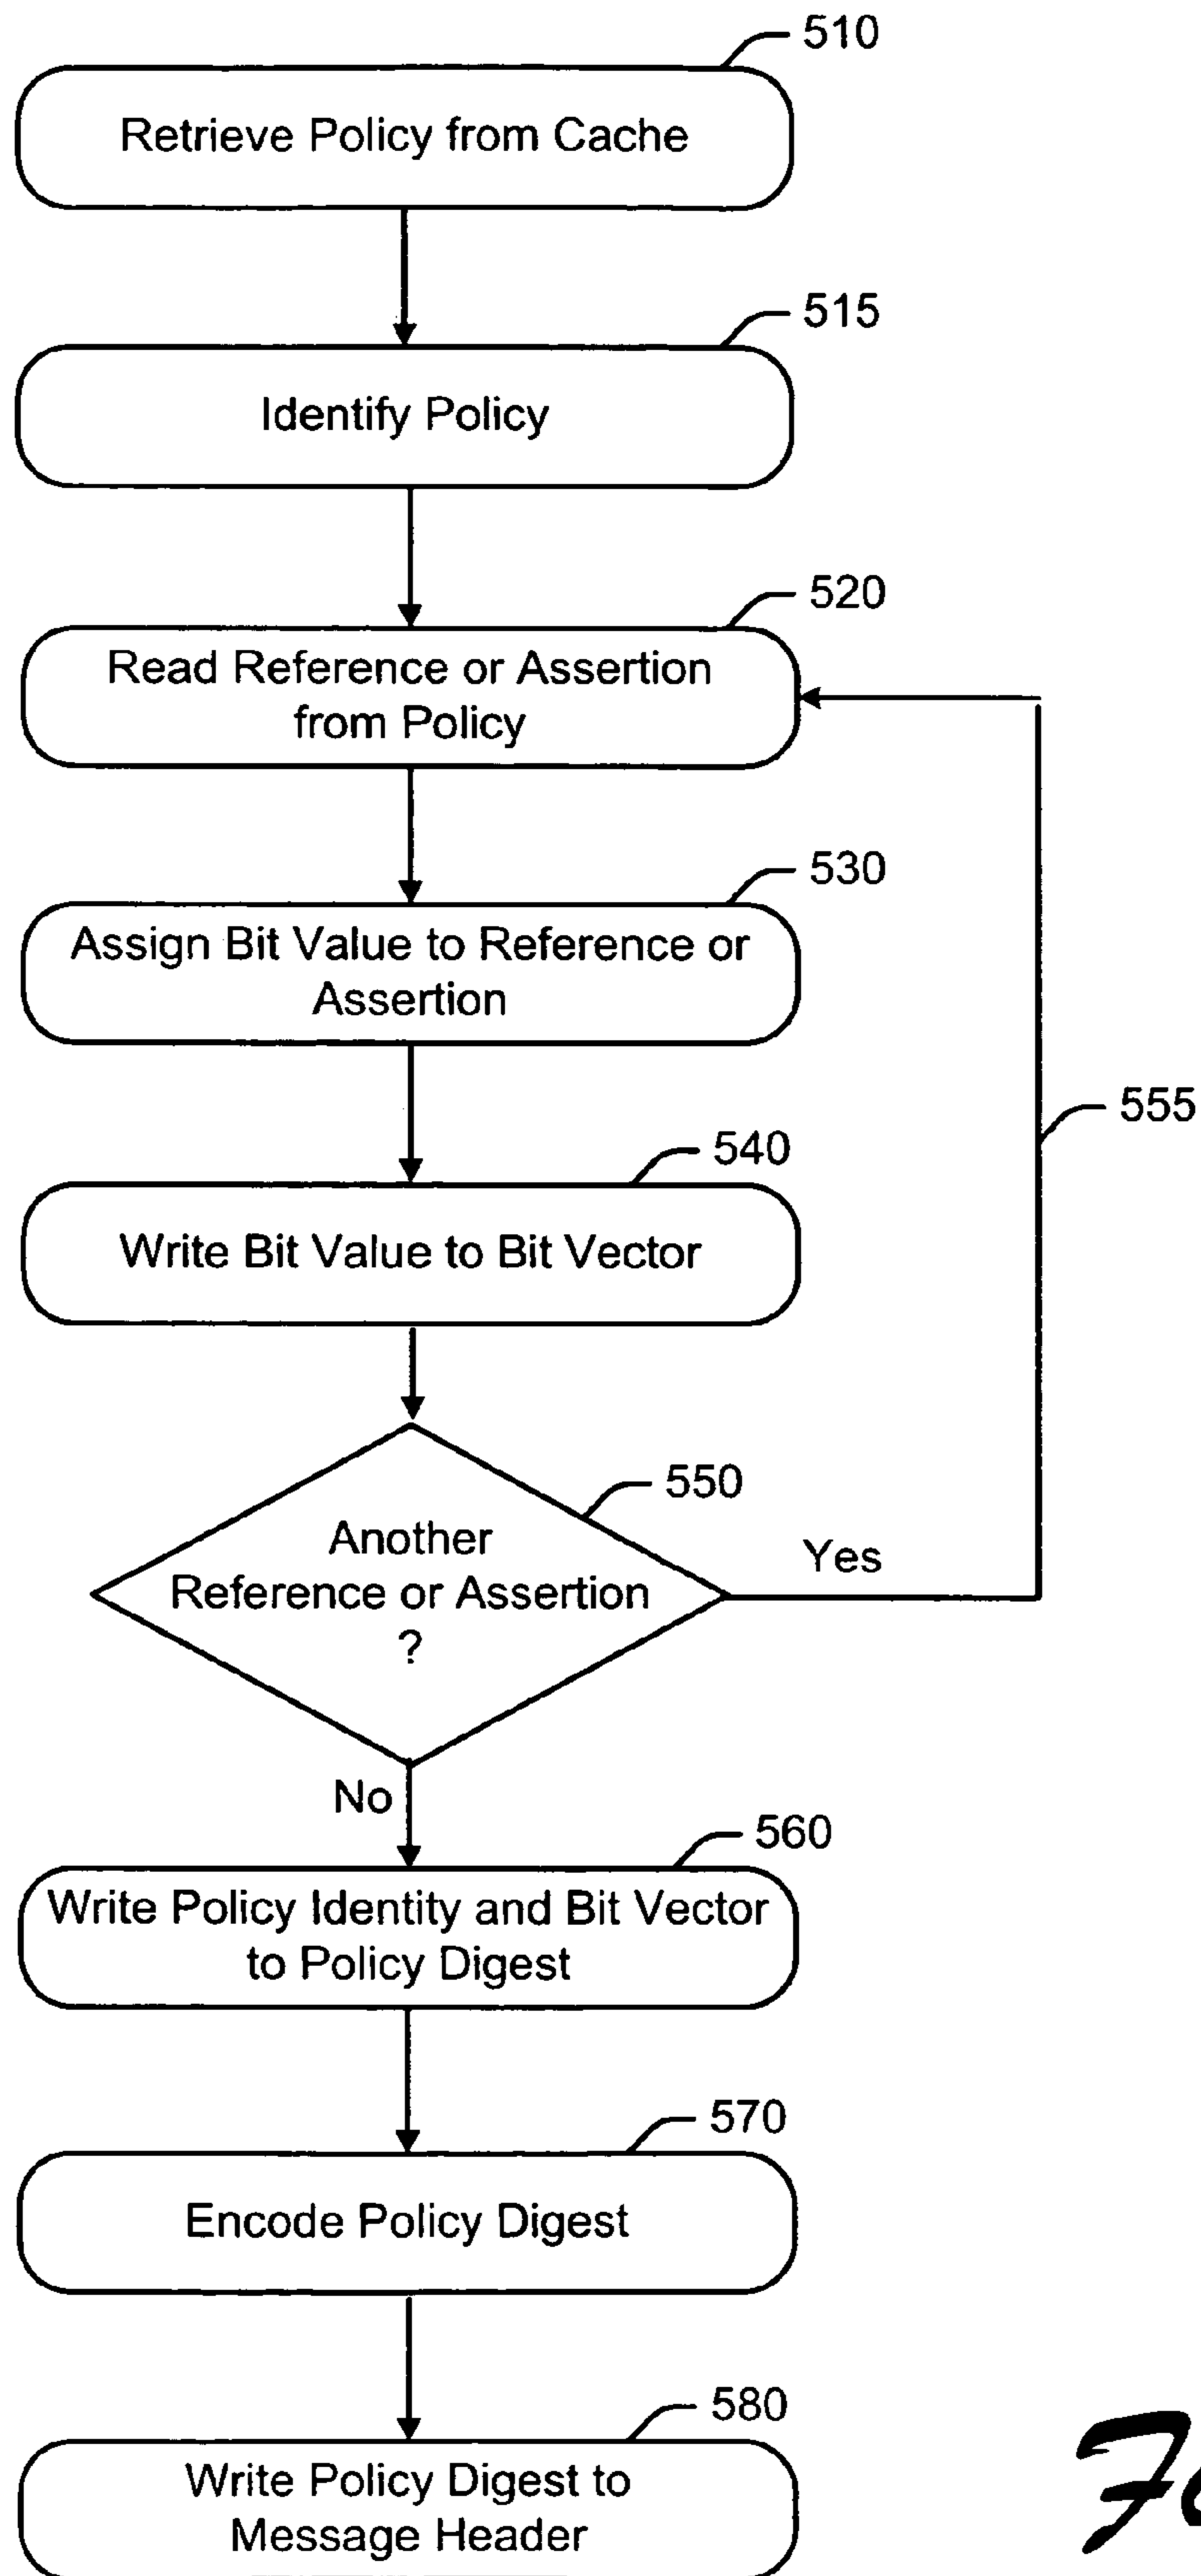 510
Retrieve Policy from Cache
515
Identify Policy
520
Read Reference or Assertion
from Policy
530
Assign Bit Value to Reference or
Assertion
555
540
Write Bit Value to Bit Vector
550
Another
Reference or Assertion
?
Yes
No
560
Write Policy Identity and Bit Vector
to Policy Digest
570
Encode Policy Digest
580
Write Policy Digest to
Message Header